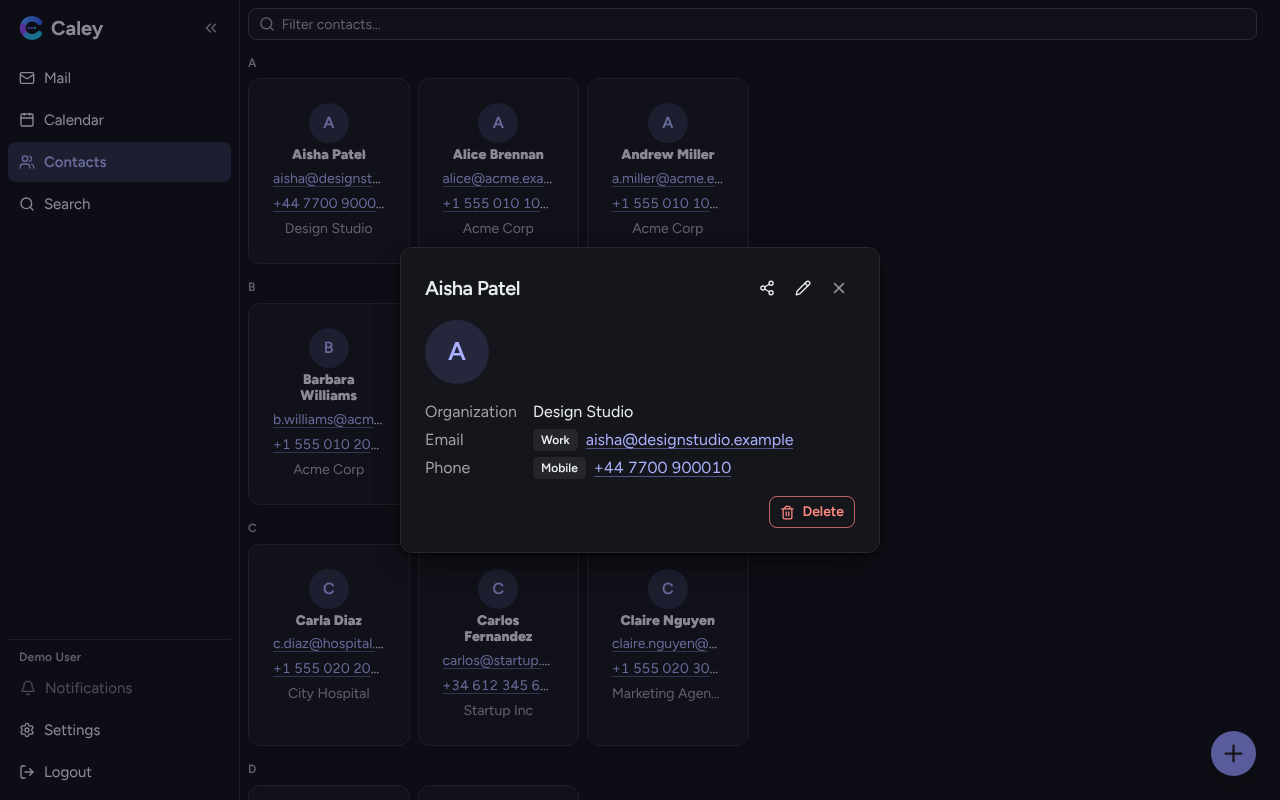 Caley
Mail
Calendar
Contacts
Search
Demo User
Notifications
Settings
Logout
Filter contacts...
A
A
Aisha Patel
aisha@designst...
+44 7700 9000...
Design Studio
A
Alice Brennan
alice@acme.exa...
+1 555 010 10...
Acme Corp
A
Andrew Miller
a.miller@acme.e...
+1 555 010 10...
Acme Corp
B
B
Barbara
Williams
b.williams@acm...
+1 555 010 20...
Acme Corp
Aisha Patel
A
Organization Design Studio
Email Work aisha@designstudio.example
Phone Mobile +44 7700 900010
Delete
C
C
Carla Diaz
c.diaz@hospital....
+1 555 020 20...
City Hospital
C
Carlos
Fernandez
carlos@startup....
+34 612 345 6...
Startup Inc
C
Claire Nguyen
claire.nguyen@...
+1 555 020 30...
Marketing Agen...
D